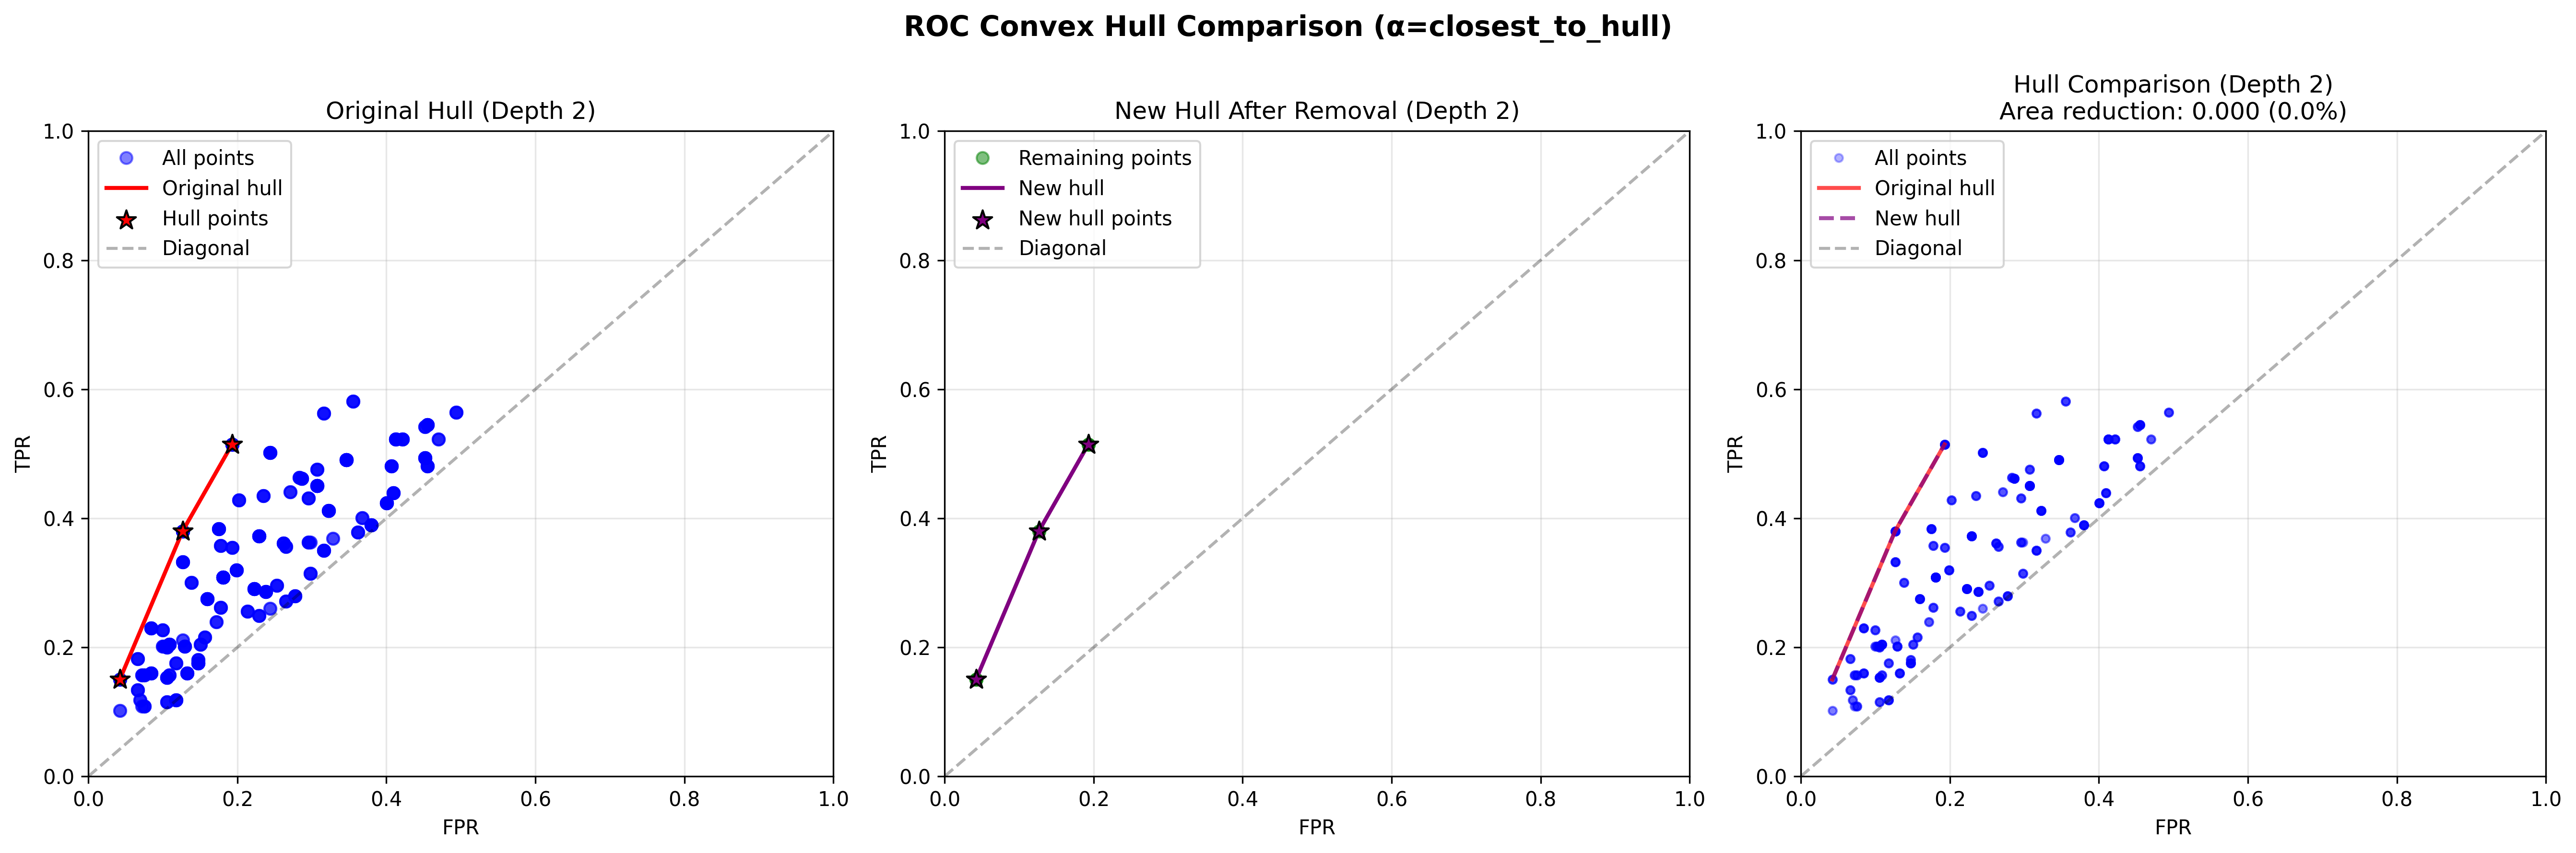 ROC Convex Hull Comparison (α=closest_to_hull)
Original Hull (Depth 2)
All points
Original hull
Hull points
Diagonal
1.0
0.8
0.6
0.4
0.2
0.0
TPR
0.0 0.2 0.4 0.6 0.8 1.0
FPR
New Hull After Removal (Depth 2)
Remaining points
New hull
New hull points
Diagonal
1.0
0.8
0.6
0.4
0.2
0.0
TPR
0.0 0.2 0.4 0.6 0.8 1.0
FPR
Hull Comparison (Depth 2)
Area reduction: 0.000 (0.0%)
All points
Original hull
New hull
Diagonal
1.0
0.8
0.6
0.4
0.2
0.0
TPR
0.0 0.2 0.4 0.6 0.8 1.0
FPR